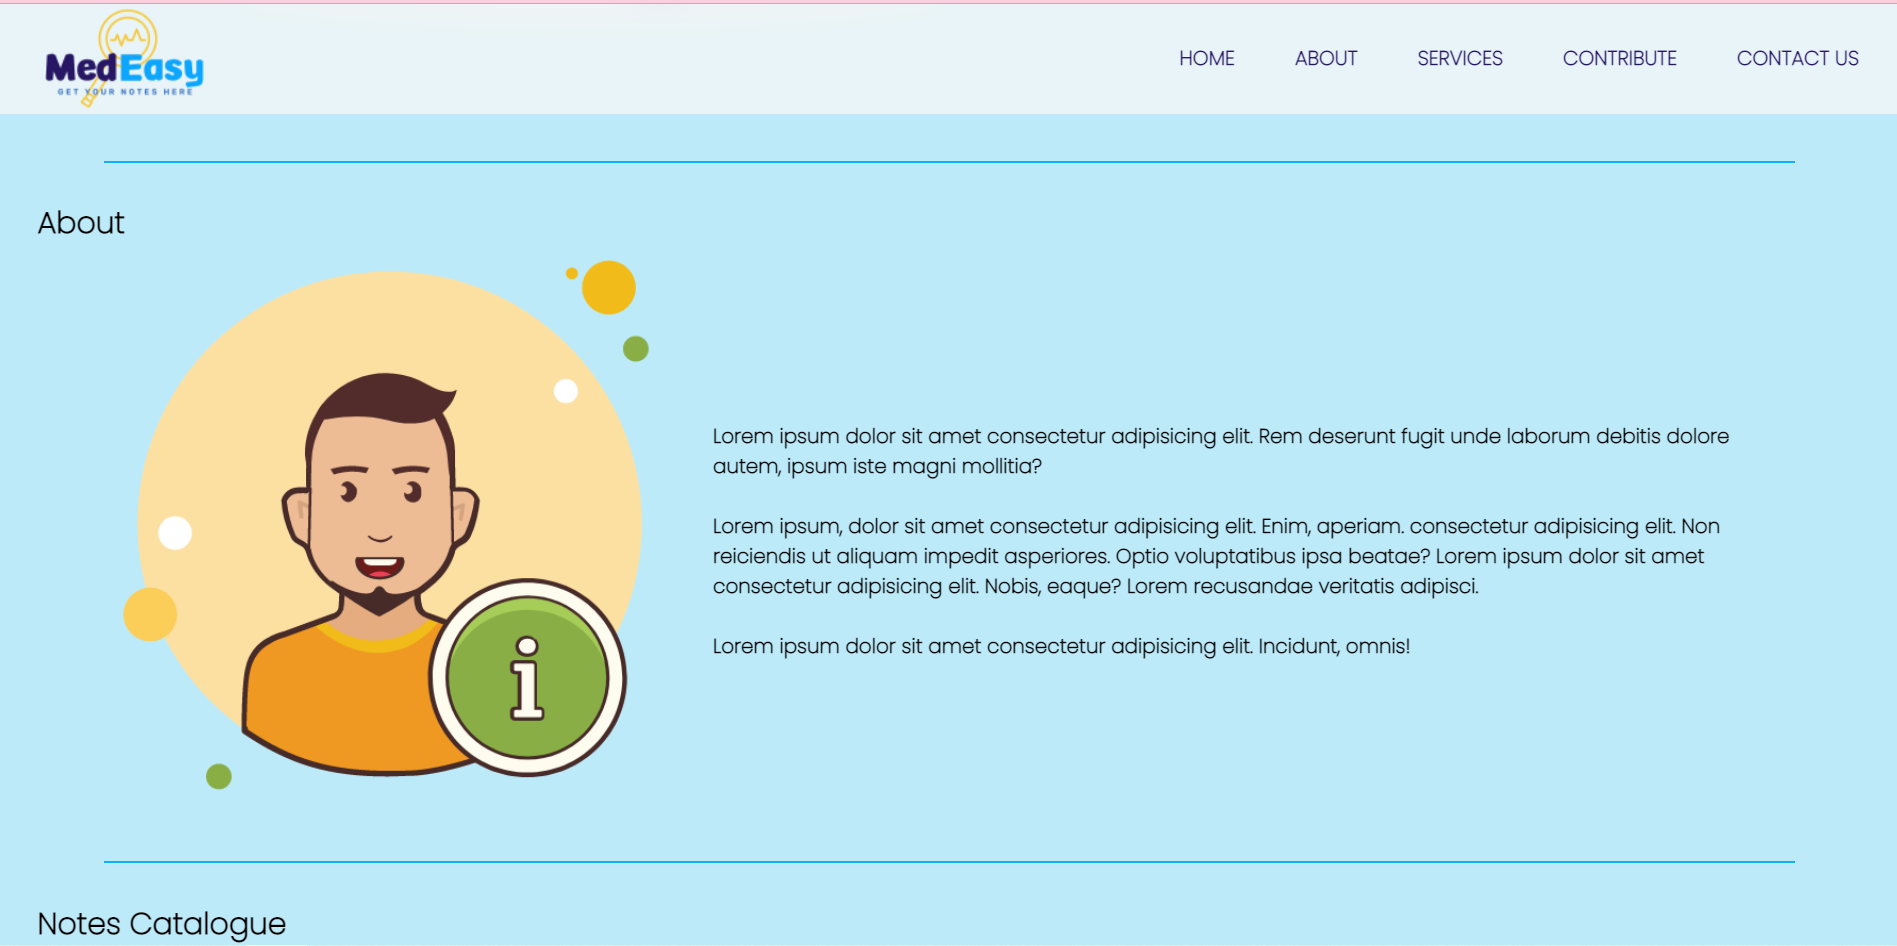 MedEasy
GET YOUR NOTES HERE
HOME ABOUT SERVICES CONTRIBUTE CONTACT US
About
Lorem ipsum dolor sit amet consectetur adipisicing elit. Rem deserunt fugit unde laborum debitis dolore
autem, ipsum iste magni mollitia?
Lorem ipsum, dolor sit amet consectetur adipisicing elit. Enim, aperiam. consectetur adipisicing elit. Non
reiciendis ut aliquam impedit asperiores. Optio voluptatibus ipsa beatae? Lorem ipsum dolor sit amet
consectetur adipisicing elit. Nobis, eaque? Lorem recusandae veritatis adipisci.
Lorem ipsum dolor sit amet consectetur adipisicing elit. Incidunt, omnis!
i
Notes Catalogue